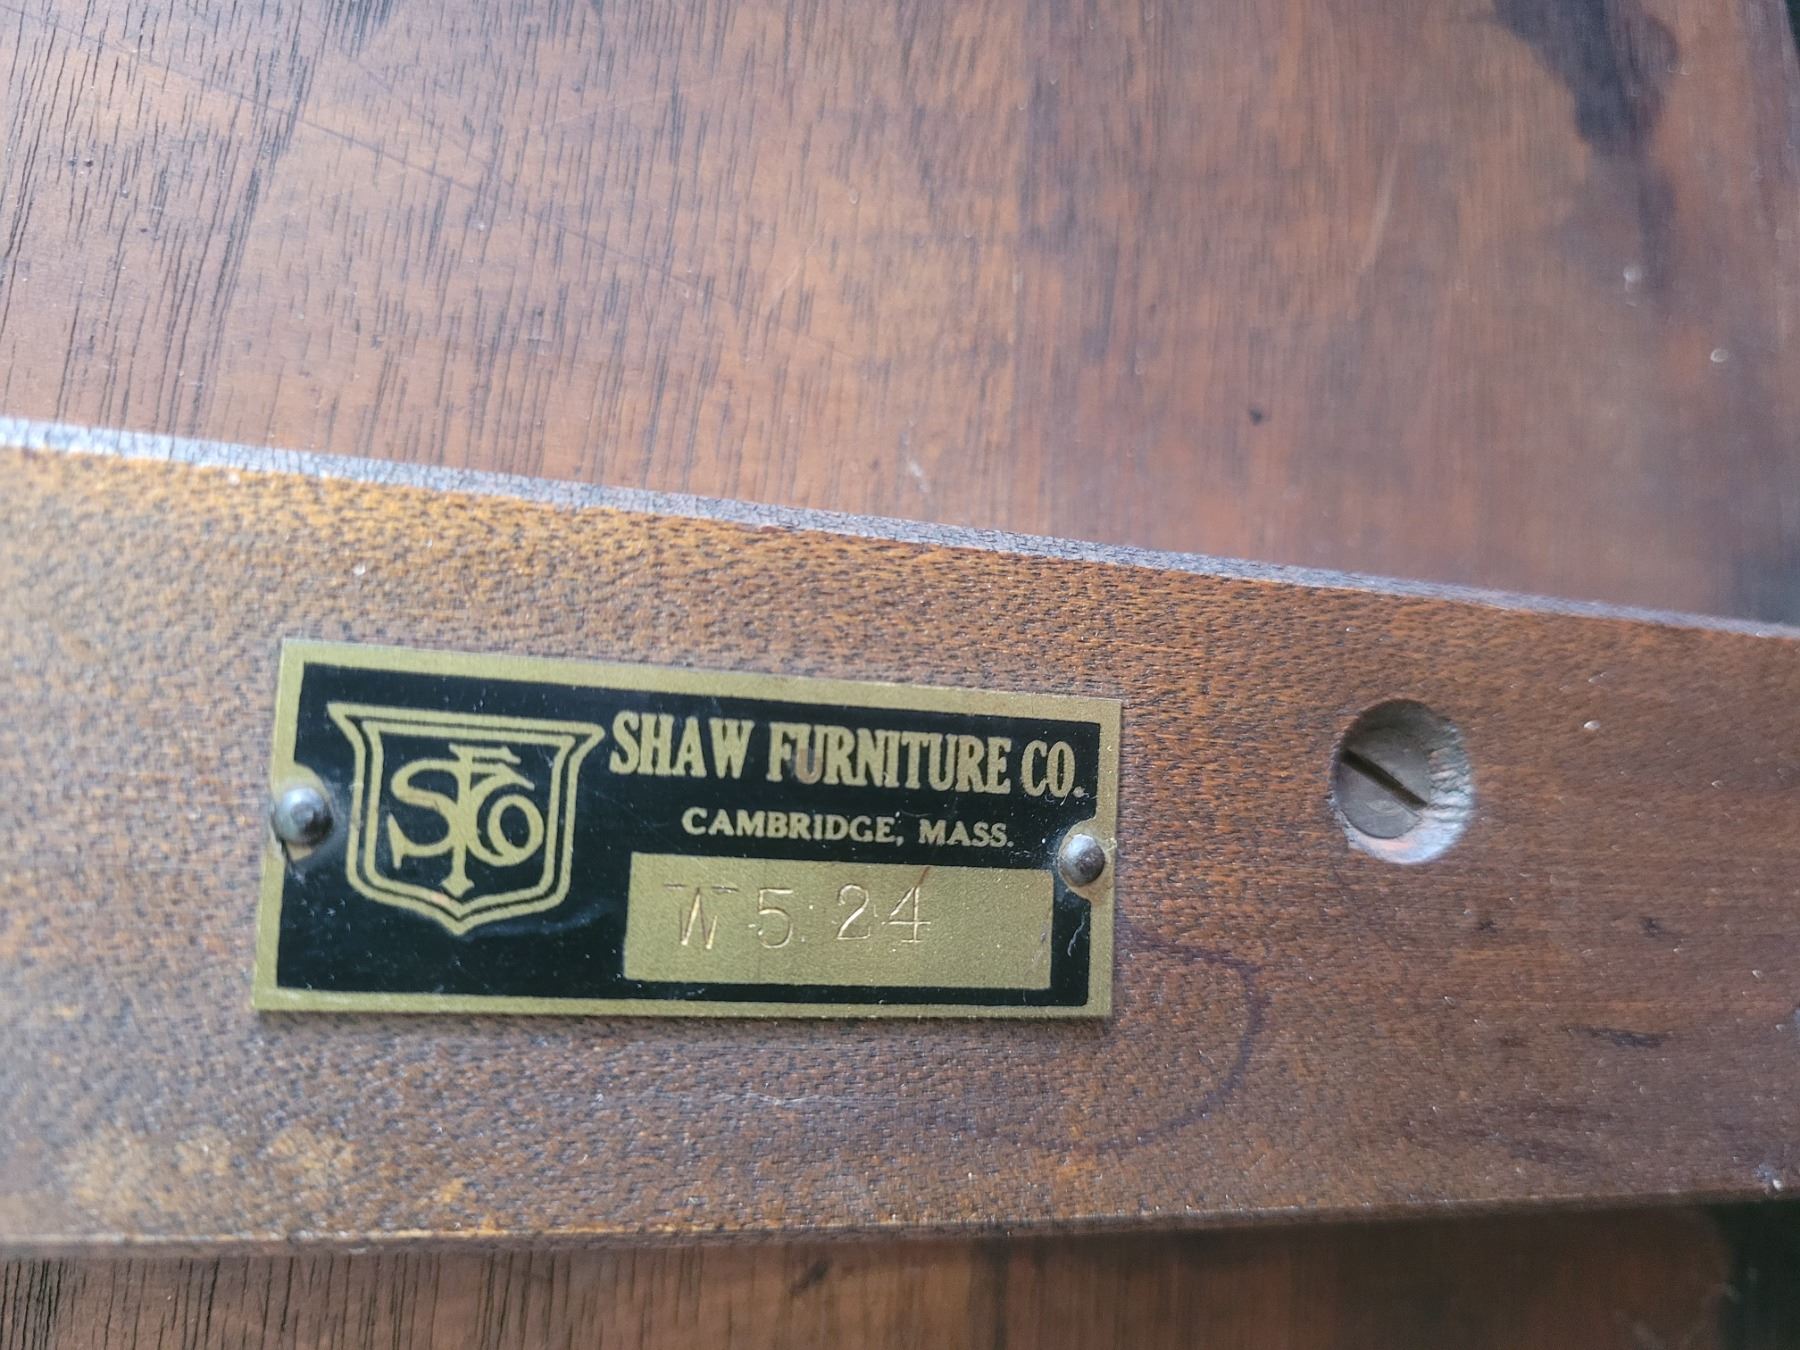 SFCo
SHAW FURNITURE CO.
CAMBRIDGE, MASS.
W 5 24